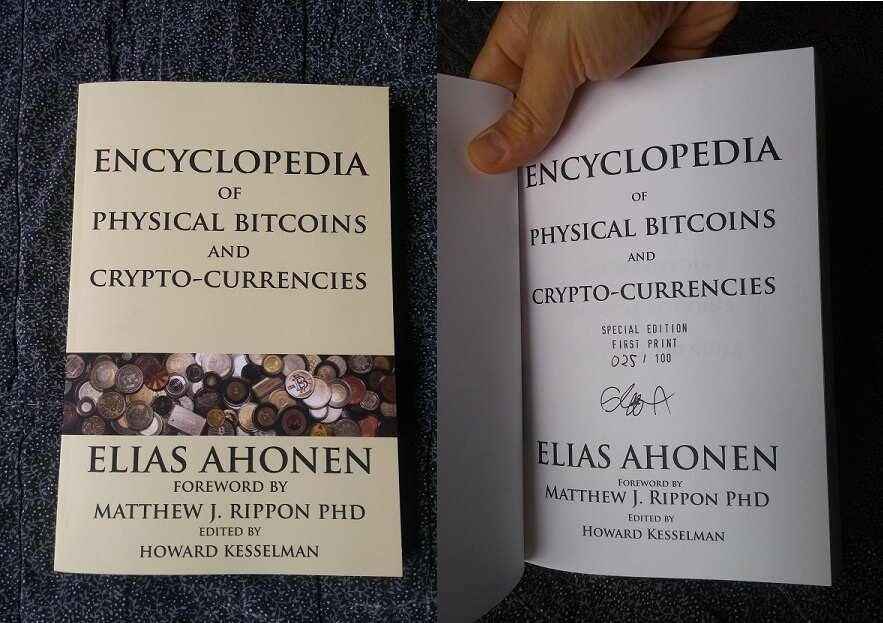 ENCYCLOPEDIA
OF
PHYSICAL BITCOINS
AND
CRYPTO-CURRENCIES
ELIAS AHONEN
FOREWORD BY
MATTHEW J. RIPPON PHD
EDITED BY
HOWARD KESSELMAN
ENCYCLOPEDIA
OF
PHYSICAL BITCOINS
AND
CRYPTO-CURRENCIES
SPECIAL EDITION
FIRST PRINT
025 / 100
ELIAS AHONEN
FOREWORD BY
MATTHEW J. RIPPON PHD
EDITED BY
HOWARD KESSELMAN